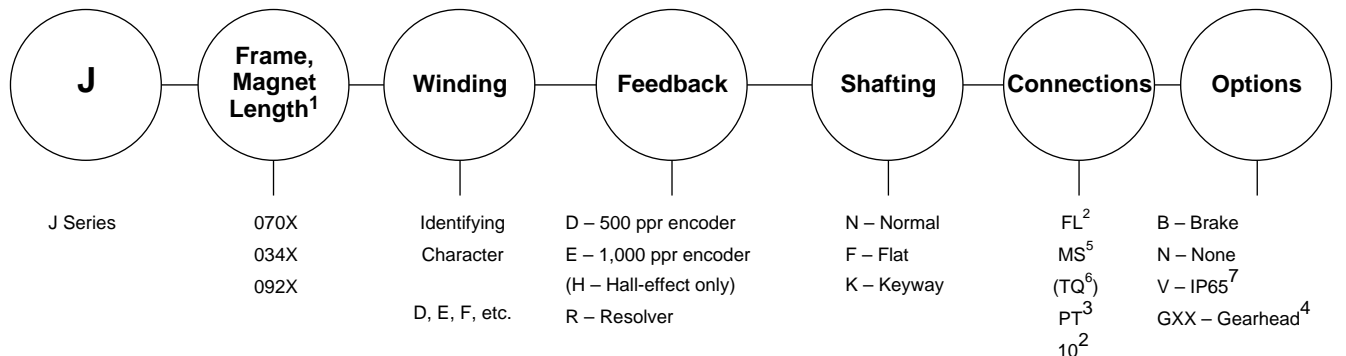 J
Frame,
Magnet
Length¹
Winding
Feedback
Shafting
Connections
Options
J Series
070X
034X
092X
Identifying
Character
D, E, F, etc.
D – 500 ppr encoder
E – 1,000 ppr encoder
(H – Hall-effect only)
R – Resolver
N – Normal
F – Flat
K – Keyway
FL²
MS⁵
(TQ⁶)
PT³
10²
B – Brake
N – None
V – IP65⁷
GXX – Gearhead⁴